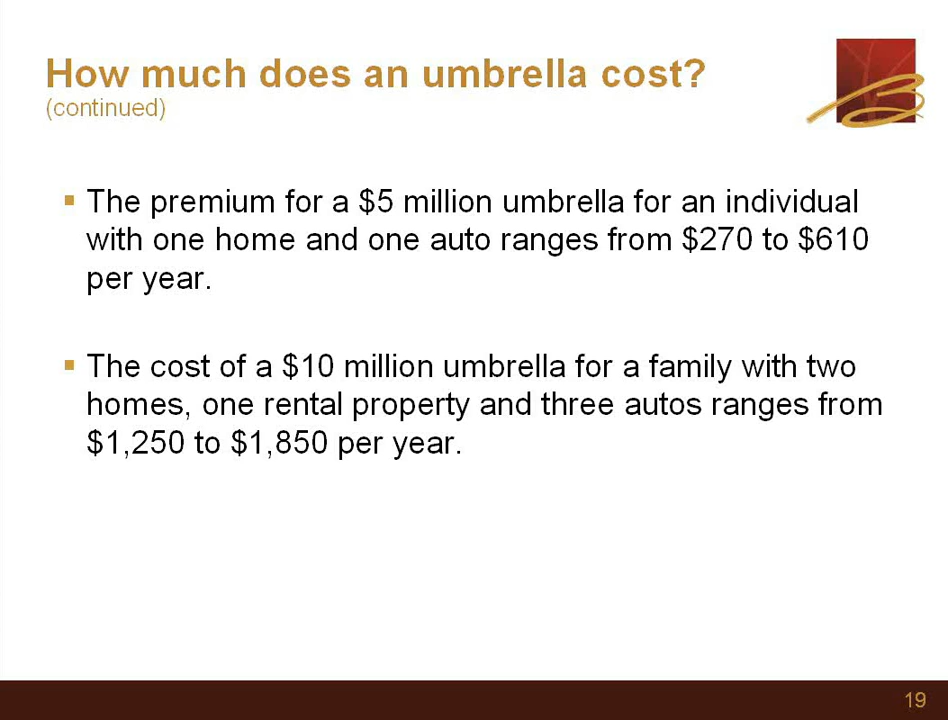 How much does an umbrella cost?
(continued)
▪ The premium for a $5 million umbrella for an individual
with one home and one auto ranges from $270 to $610
per year.
▪ The cost of a $10 million umbrella for a family with two
homes, one rental property and three autos ranges from
$1,250 to $1,850 per year.
19